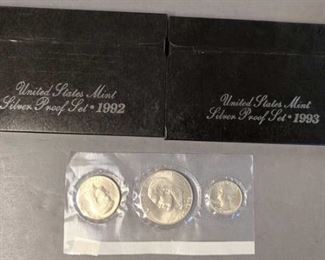 United States Mint
Silver Proof Set • 1992
United States Mint
Silver Proof Set • 1993